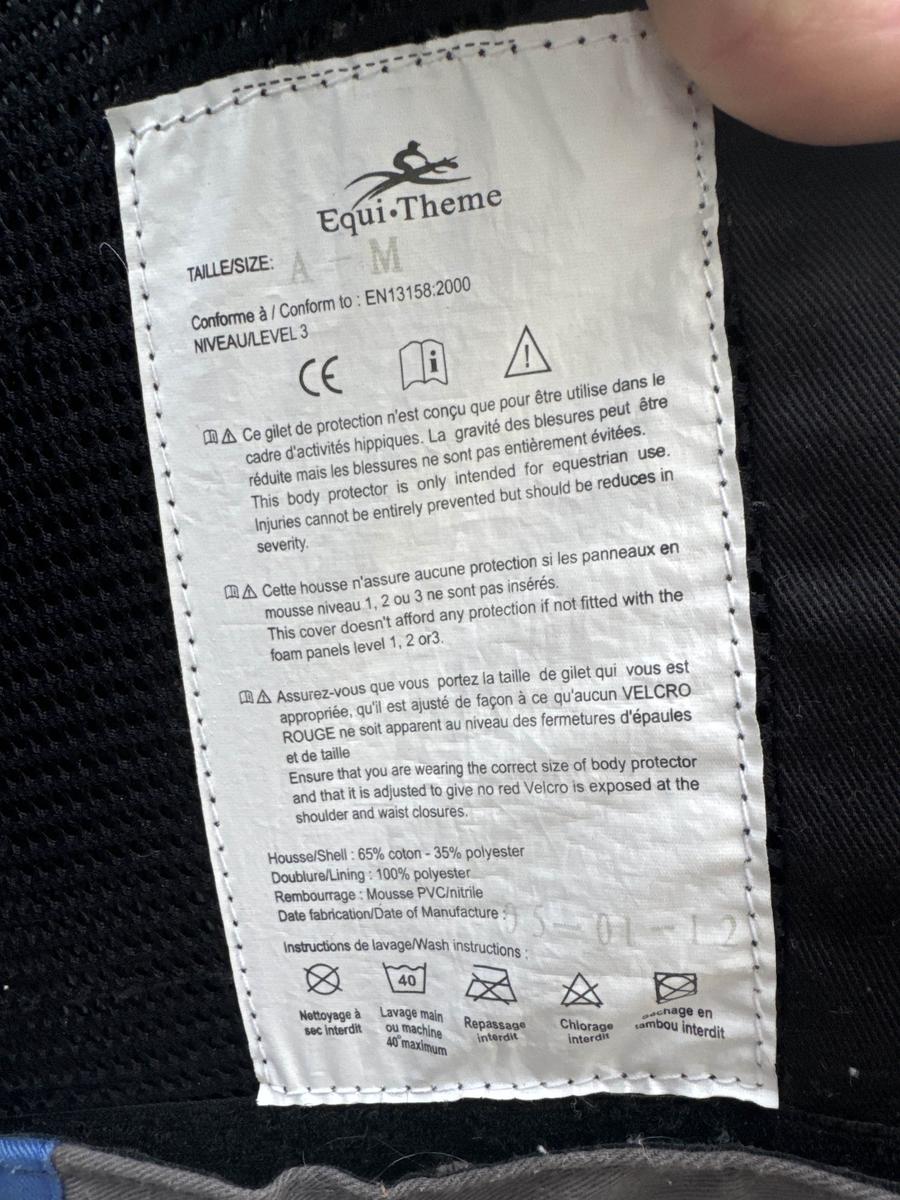 Equi·Theme
TAILLE/SIZE: A - M
Conforme à / Conform to : EN13158:2000
NIVEAU/LEVEL 3
CE i !
Ce gilet de protection n'est conçu que pour être utilise dans le
cadre d'activités hippiques. La gravité des blesures peut être
réduite mais les blessures ne sont pas entièrement évitées.
This body protector is only intended for equestrian use.
Injuries cannot be entirely prevented but should be reduces in
severity.
Cette housse n'assure aucune protection si les panneaux en
mousse niveau 1, 2 ou 3 ne sont pas insérés.
This cover doesn't afford any protection if not fitted with the
foam panels level 1, 2 or3.
Assurez-vous que vous portez la taille de gilet qui vous est
appropriée, qu'il est ajusté de façon à ce qu'aucun VELCRO
ROUGE ne soit apparent au niveau des fermetures d'épaules
et de taille
Ensure that you are wearing the correct size of body protector
and that it is adjusted to give no red Velcro is exposed at the
shoulder and waist closures.
Housse/Shell : 65% coton - 35% polyester
Doublure/Lining : 100% polyester
Rembourrage : Mousse PVC/nitrile
Date fabrication/Date of Manufacture : 05-01-12
Instructions de lavage/Wash instructions :
40
Nettoyage à
sec interdit
Lavage main
ou machine
40°maximum
Repassage
interdit
Chlorage
interdit
en
interdit